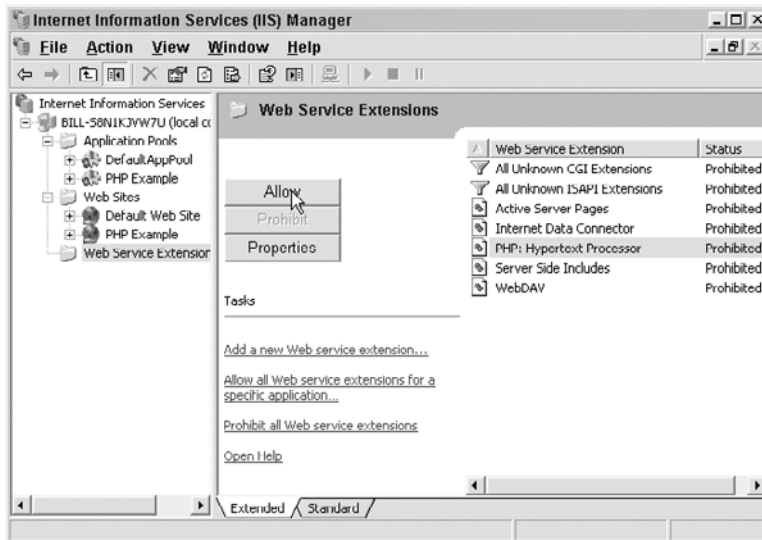 Internet Information Services (IIS) Manager
File Action View Window Help
Internet Information Services
BILL-S8N1KJVW7U (local co
Application Pools
DefaultAppPool
PHP Example
Web Sites
Default Web Site
PHP Example
Web Service Extension
Web Service Extensions
Allow
Prohibit
Properties
Tasks
Add a new Web service extension...
Allow all Web service extensions for a
specific application...
Prohibit all Web service extensions
Open Help
Web Service Extension Status
All Unknown CGI Extensions Prohibited
All Unknown ISAPI Extensions Prohibited
Active Server Pages Prohibited
Internet Data Connector Prohibited
PHP: Hypertext Processor Prohibited
Server Side Includes Prohibited
WebDAV Prohibited
Extended Standard